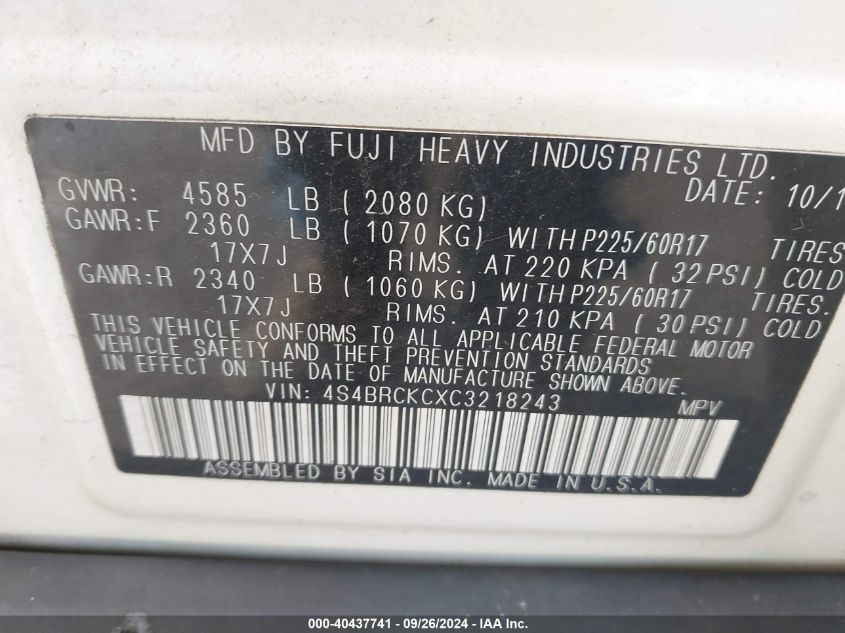 MFD BY FUJI HEAVY INDUSTRIES LTD.
DATE: 10/1
GVWR: 4585 LB ( 2080 KG)
GAWR:F 2360 LB ( 1070 KG) WITH P225/60R17 TIRES
17X7J RIMS. AT 220 KPA ( 32 PSI) COLD
GAWR:R 2340 LB ( 1060 KG) WITH P225/60R17 TIRES.
17X7J RIMS. AT 210 KPA ( 30 PSI) COLD
THIS VEHICLE CONFORMS TO ALL APPLICABLE FEDERAL MOTOR
VEHICLE SAFETY AND THEFT PREVENTION STANDARDS
IN EFFECT ON THE DATE OF MANUFACTURE SHOWN ABOVE.
VIN: 4S4BRCKCXC3218243 MPV
ASSEMBLED BY SIA INC. MADE IN U.S.A.
000-40437741 - 09/26/2024 - IAA Inc.